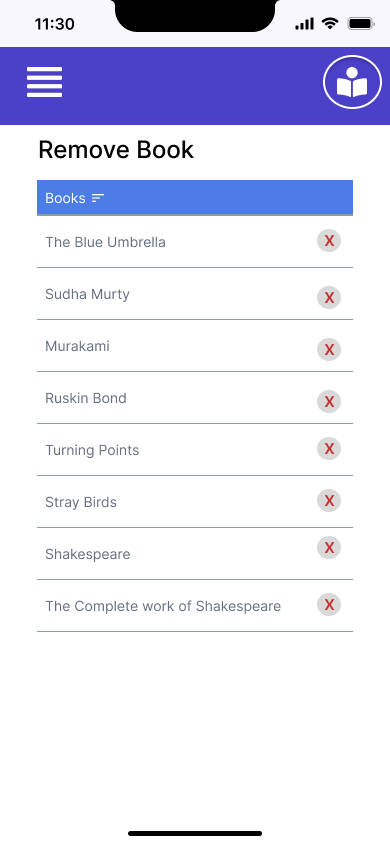 11:30
Remove Book
Books
The Blue Umbrella X
Sudha Murty X
Murakami X
Ruskin Bond X
Turning Points X
Stray Birds X
Shakespeare X
The Complete work of Shakespeare X